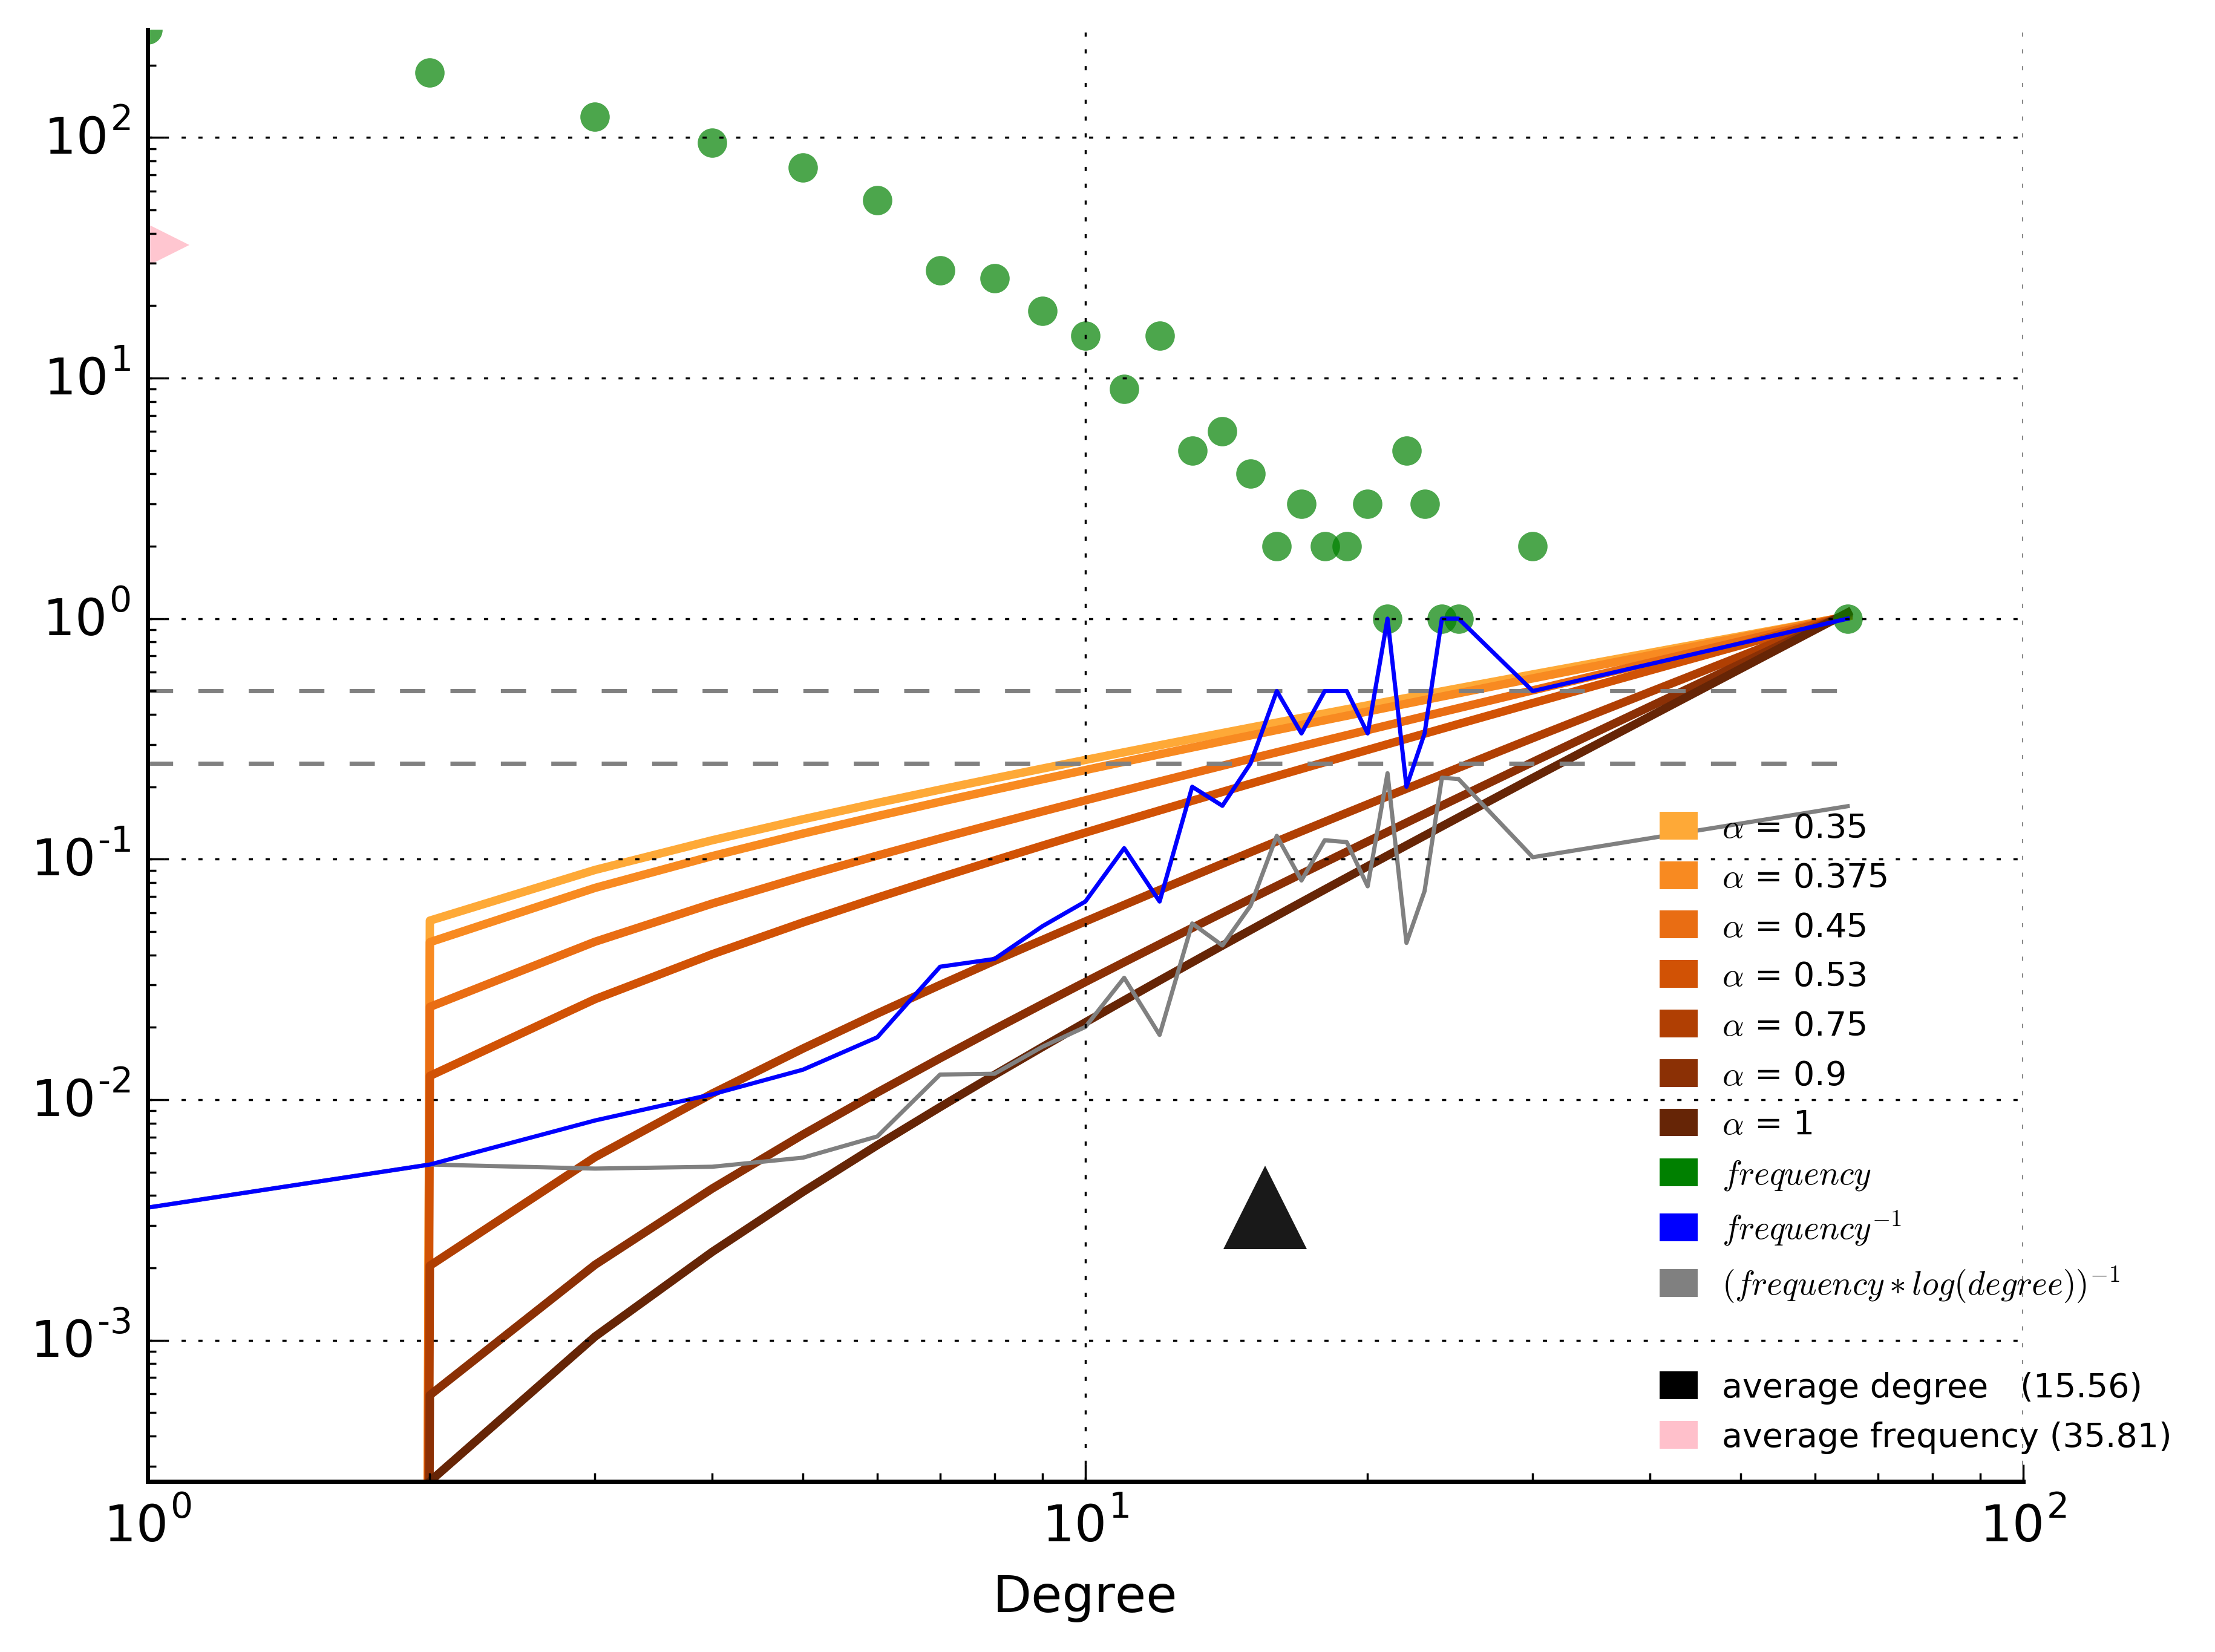 10^2
10^1
10^0
10^-1
10^-2
10^-3
10^0
10^1
10^2
Degree
α = 0.35
α = 0.375
α = 0.45
α = 0.53
α = 0.75
α = 0.9
α = 1
frequency
frequency^-1
(frequency * log(degree))^-1
average degree (15.56)
average frequency (35.81)